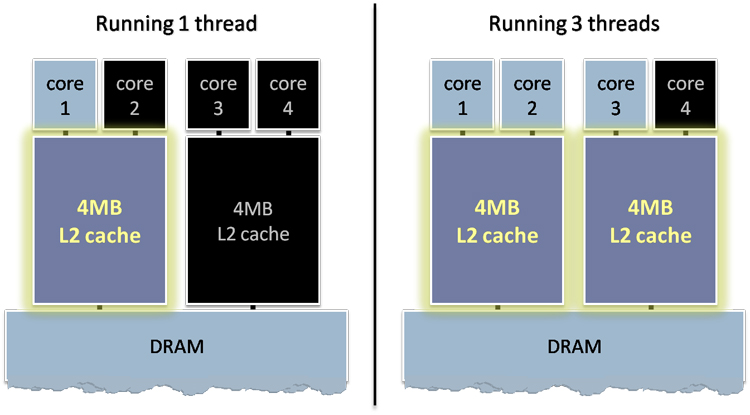 Running 1 thread
core
1
core
2
core
3
core
4
4MB
L2 cache
4MB
L2 cache
DRAM
Running 3 threads
core
1
core
2
core
3
core
4
4MB
L2 cache
4MB
L2 cache
DRAM